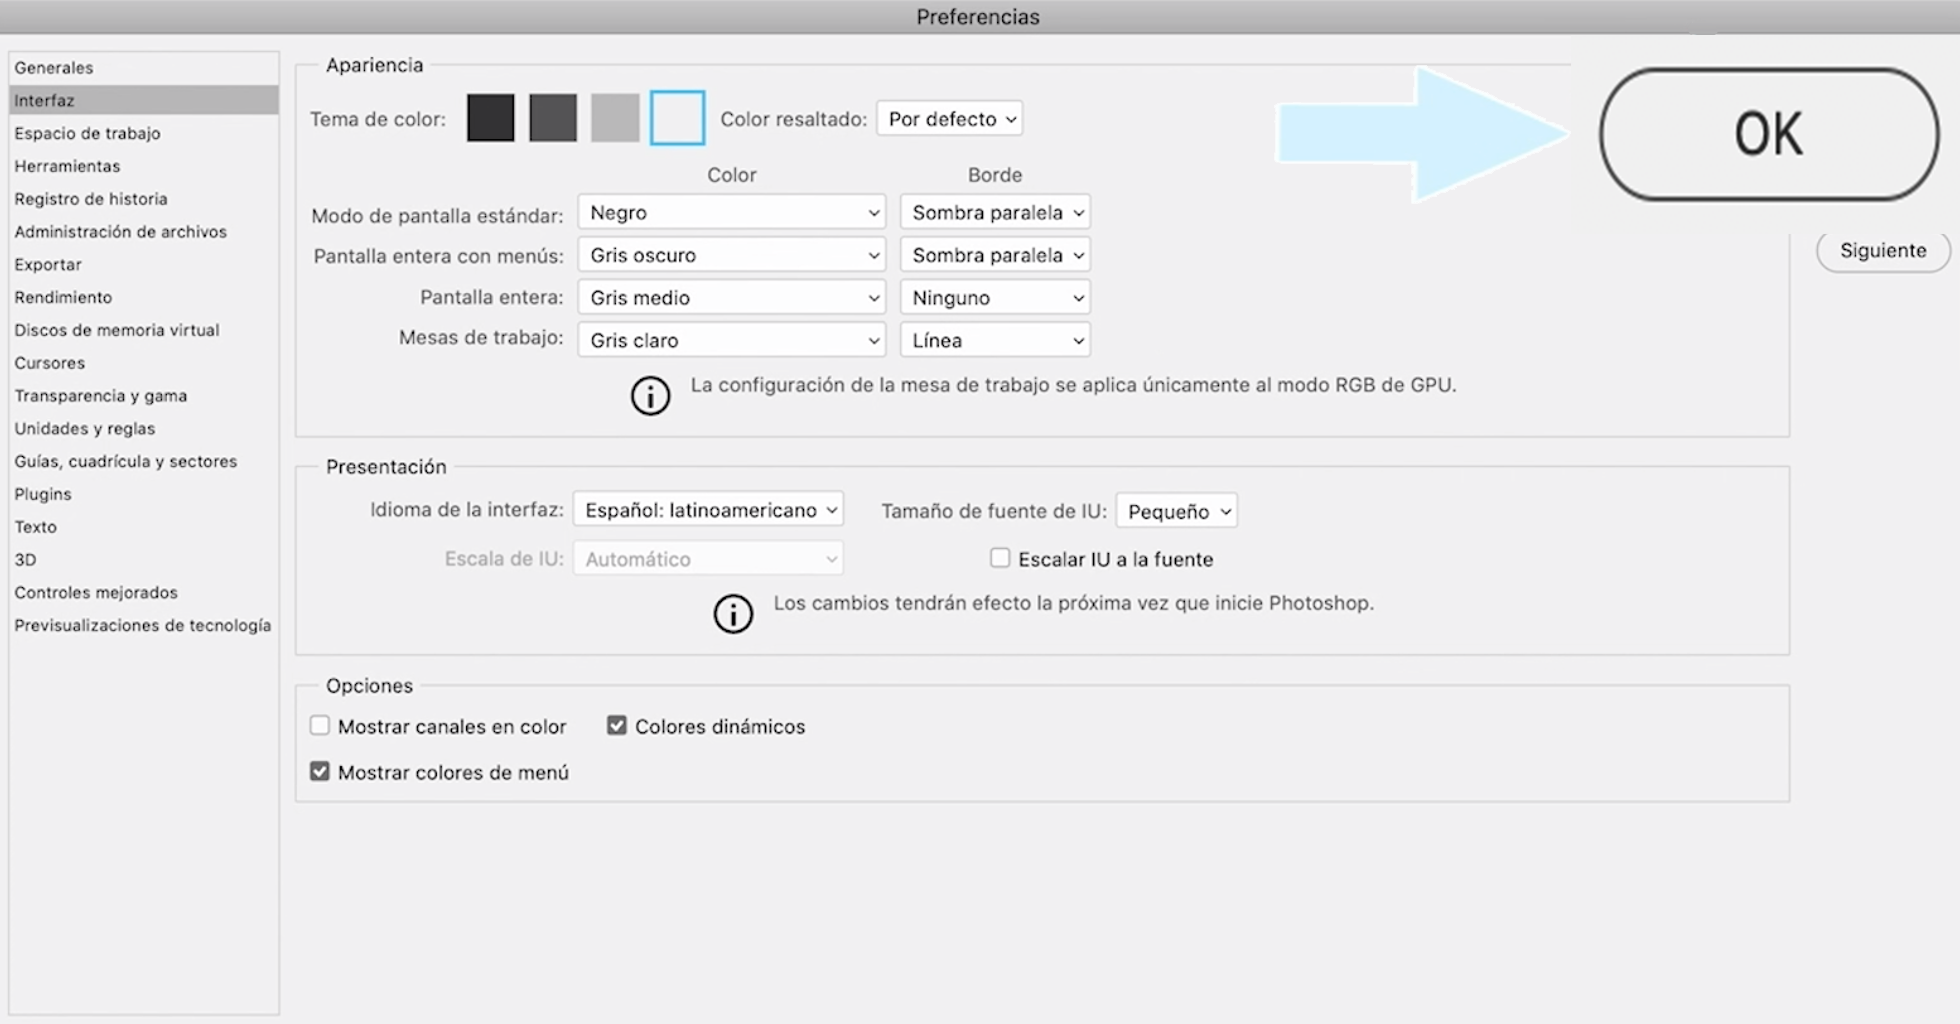 Preferencias
Generales
Interfaz
Espacio de trabajo
Herramientas
Registro de historia
Administración de archivos
Exportar
Rendimiento
Discos de memoria virtual
Cursores
Transparencia y gama
Unidades y reglas
Guías, cuadrícula y sectores
Plugins
Texto
3D
Controles mejorados
Previsualizaciones de tecnología
Apariencia
Tema de color: Color resaltado: Por defecto
Color Borde
Modo de pantalla estándar: Negro Sombra paralela
Pantalla entera con menús: Gris oscuro Sombra paralela
Pantalla entera: Gris medio Ninguno
Mesas de trabajo: Gris claro Línea
La configuración de la mesa de trabajo se aplica únicamente al modo RGB de GPU.
Presentación
Idioma de la interfaz: Español: latinoamericano Tamaño de fuente de IU: Pequeño
Escala de IU: Automático Escalar IU a la fuente
Los cambios tendrán efecto la próxima vez que inicie Photoshop.
Opciones
Mostrar canales en color Colores dinámicos
Mostrar colores de menú
OK
Siguiente